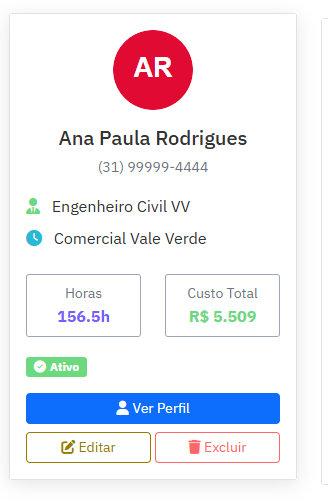 AR
Ana Paula Rodrigues
(31) 99999-4444
Engenheiro Civil VV
Comercial Vale Verde
Horas
156.5h
Custo Total
R$ 5.509
Ativo
Ver Perfil
Editar
Excluir